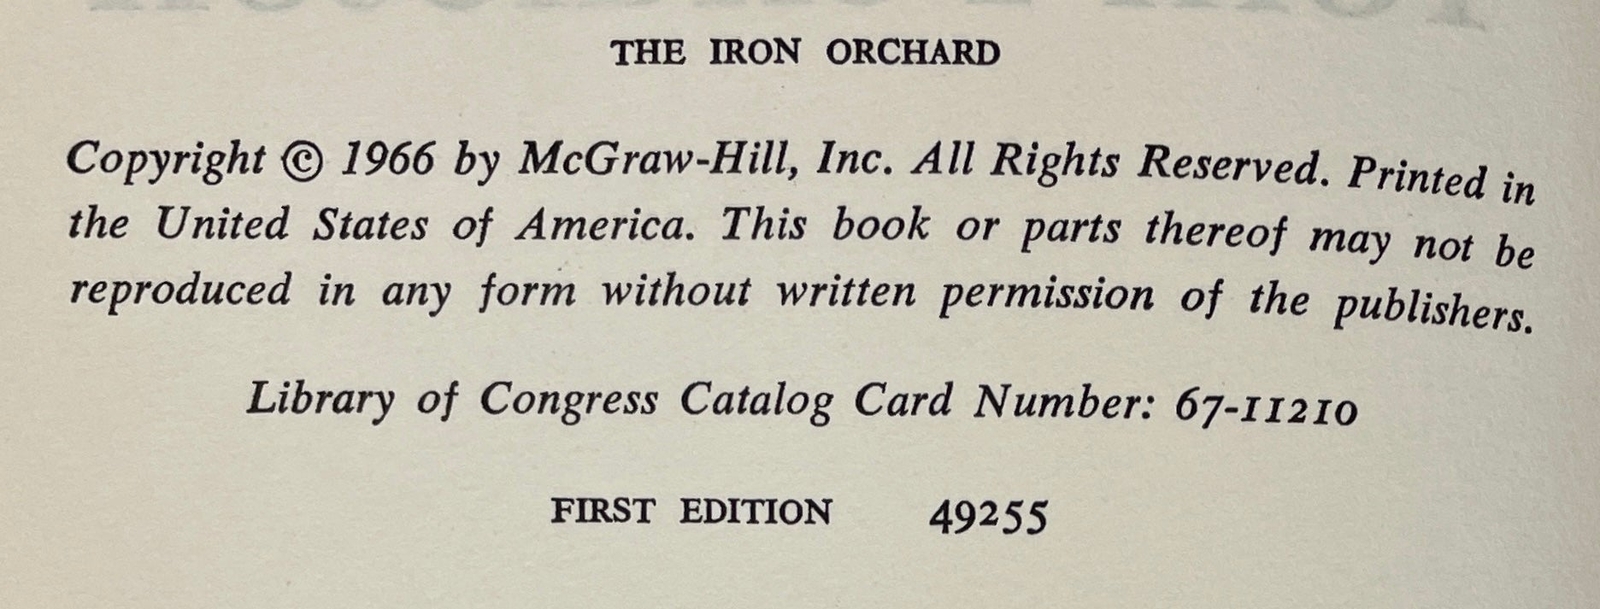 THE IRON ORCHARD
Copyright © 1966 by McGraw-Hill, Inc. All Rights Reserved. Printed in
the United States of America. This book or parts thereof may not be
reproduced in any form without written permission of the publishers.
Library of Congress Catalog Card Number: 67-11210
FIRST EDITION 49255